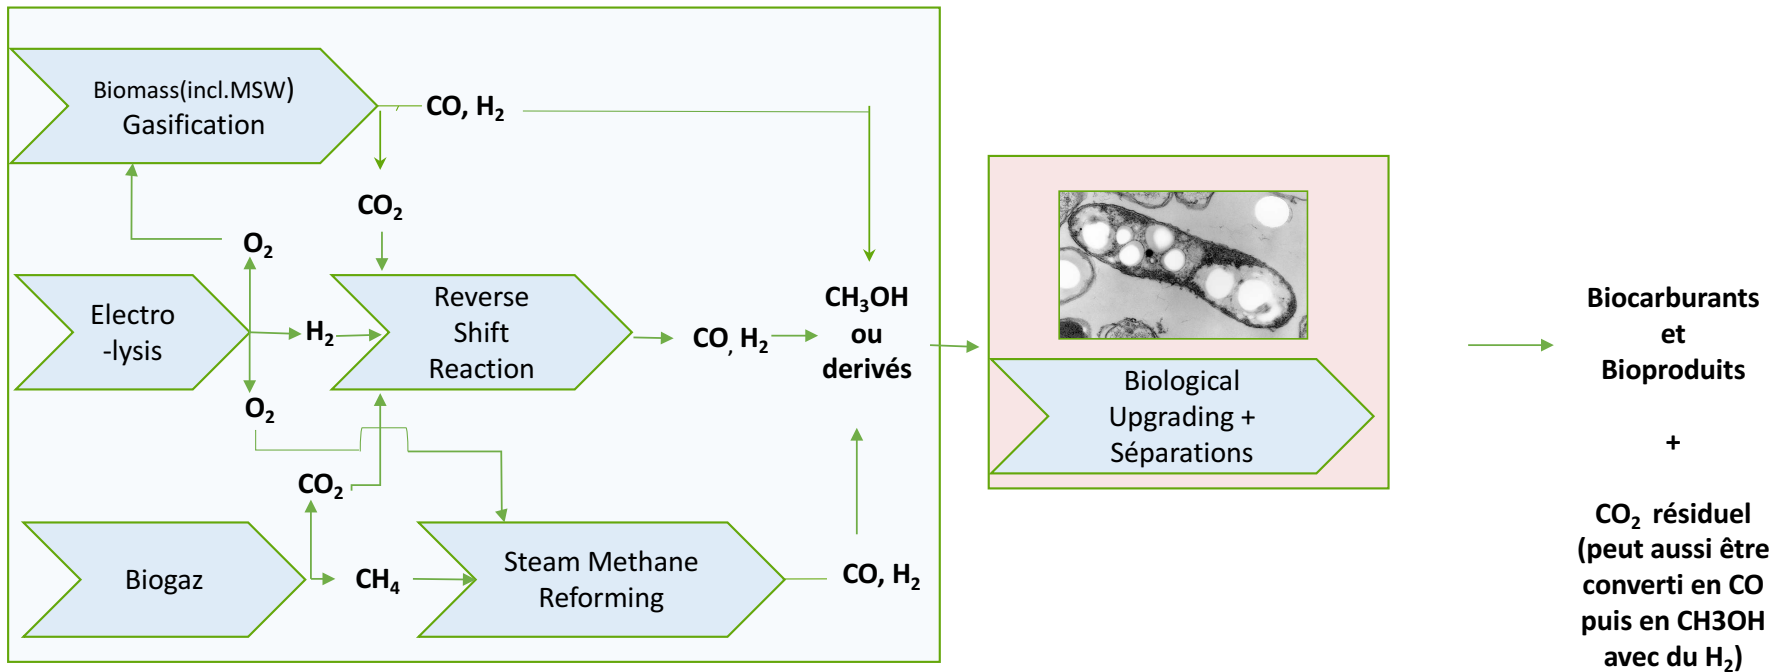 Biomass(incl.MSW)
Gasification
CO, H₂
CO₂
O₂
Electro
-lysis
H₂
Reverse
Shift
Reaction
CO, H₂
CH₃OH
ou
derivés
O₂
CO₂
Biogaz
CH₄
Steam Methane
Reforming
CO, H₂
Biological
Upgrading +
Séparations
Biocarburants
et
Bioproduits
+
CO₂ résiduel
(peut aussi être
converti en CO
puis en CH3OH
avec du H₂)